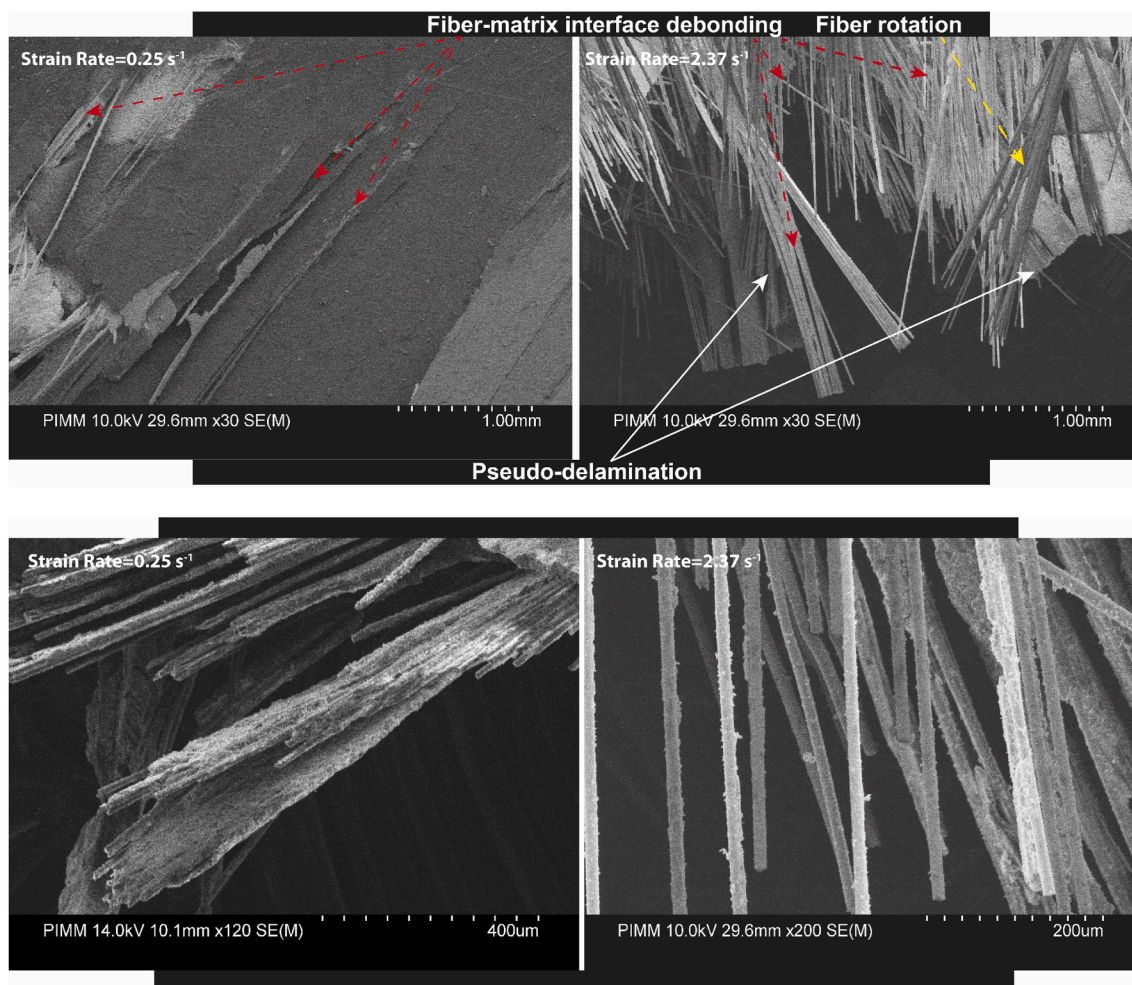 Fiber-matrix interface debonding Fiber rotation
Strain Rate=0.25 s⁻¹ Strain Rate=2.37 s⁻¹
PIMM 10.0kV 29.6mm x30 SE(M) 1.00mm PIMM 10.0kV 29.6mm x30 SE(M) 1.00mm
Pseudo-delamination
Strain Rate=0.25 s⁻¹ Strain Rate=2.37 s⁻¹
PIMM 14.0kV 10.1mm x120 SE(M) 400um PIMM 10.0kV 29.6mm x200 SE(M) 200um